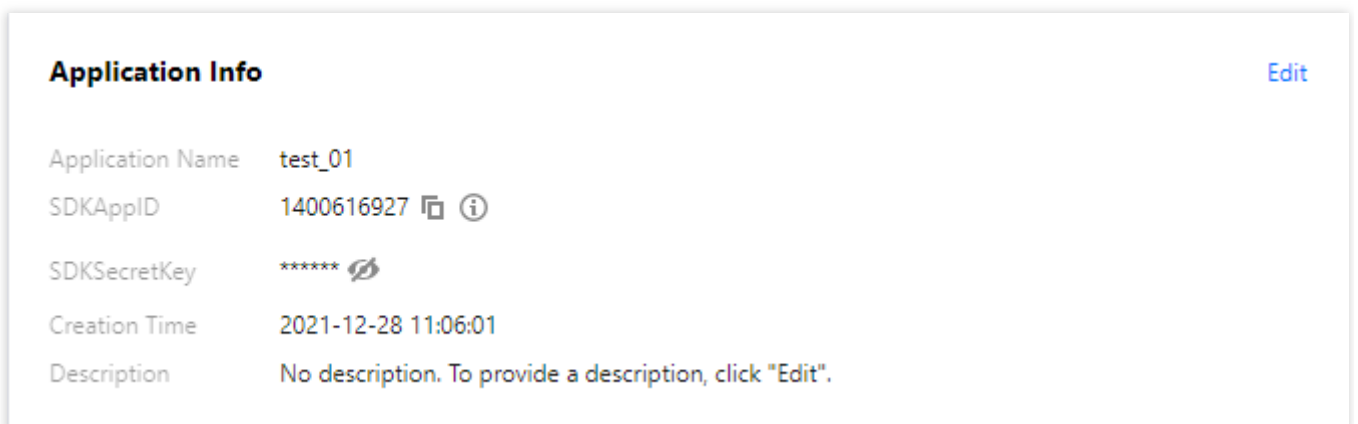 Application Info Edit
Application Name test_01
SDKAppID 1400616927
SDKSecretKey ******
Creation Time 2021-12-28 11:06:01
Description No description. To provide a description, click "Edit".